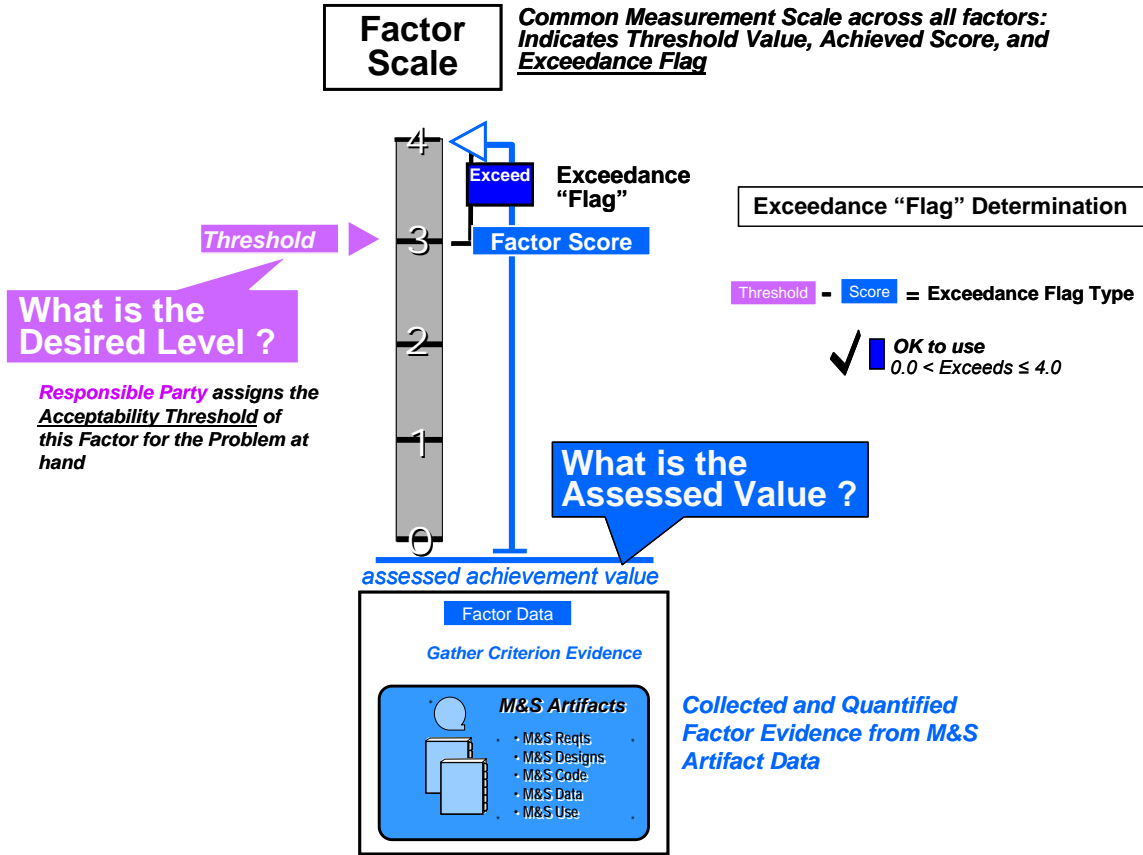 Factor
Scale
Common Measurement Scale across all factors:
Indicates Threshold Value, Achieved Score, and
Exceedance Flag
4
Exceed
Exceedance
“Flag”
Exceedance “Flag” Determination
Threshold
3
Factor Score
Threshold - Score = Exceedance Flag Type
What is the
Desired Level ?
2
OK to use
0.0 < Exceeds ≤ 4.0
Responsible Party assigns the
Acceptability Threshold of
this Factor for the Problem at
hand
1
What is the
Assessed Value ?
0
assessed achievement value
Factor Data
Gather Criterion Evidence
M&S Artifacts
• M&S Reqts
• M&S Designs
• M&S Code
• M&S Data
• M&S Use
Collected and Quantified
Factor Evidence from M&S
Artifact Data